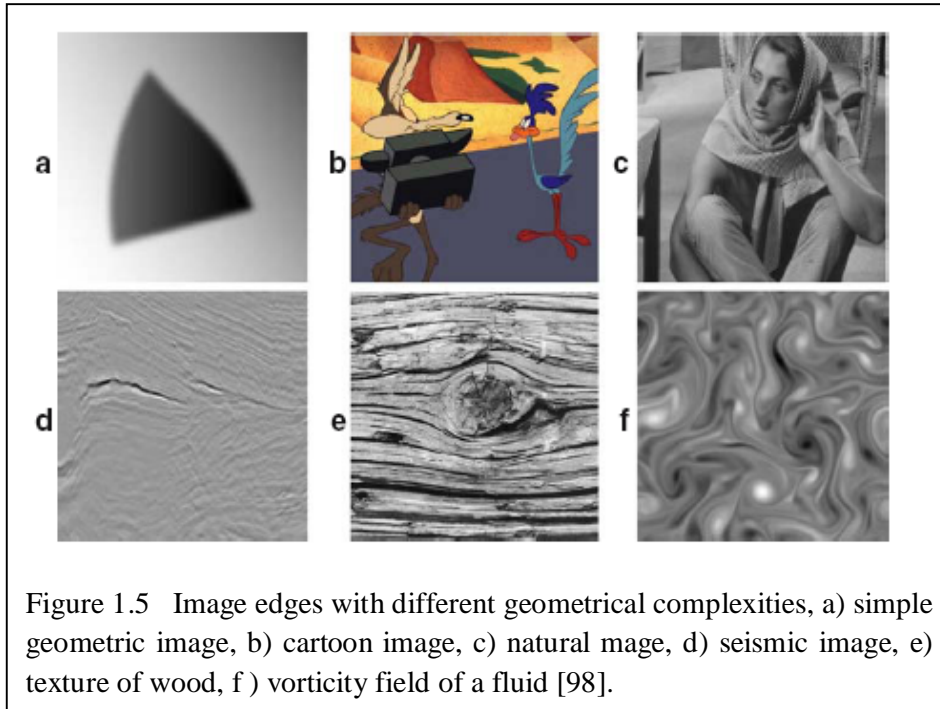 a
b
c
d
e
f
Figure 1.5 Image edges with different geometrical complexities, a) simple
geometric image, b) cartoon image, c) natural mage, d) seismic image, e)
texture of wood, f ) vorticity field of a fluid [98].